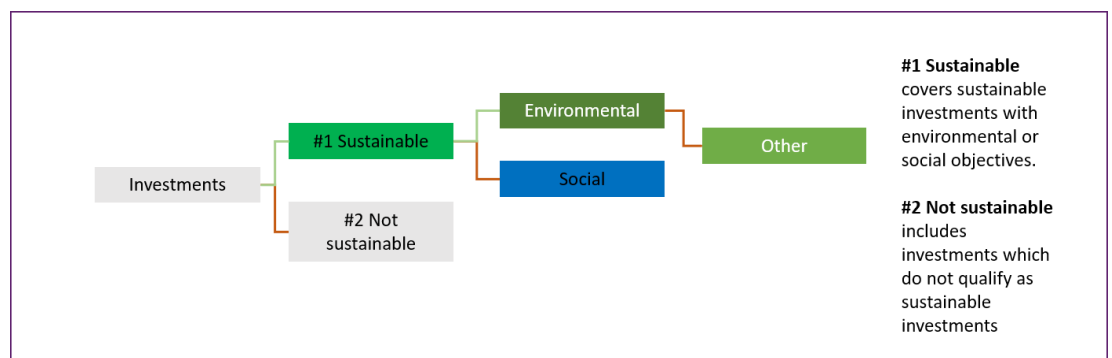 Investments
#1 Sustainable
#2 Not
sustainable
Environmental
Social
Other
#1 Sustainable
covers sustainable
investments with
environmental or
social objectives.
#2 Not sustainable
includes
investments which
do not qualify as
sustainable
investments